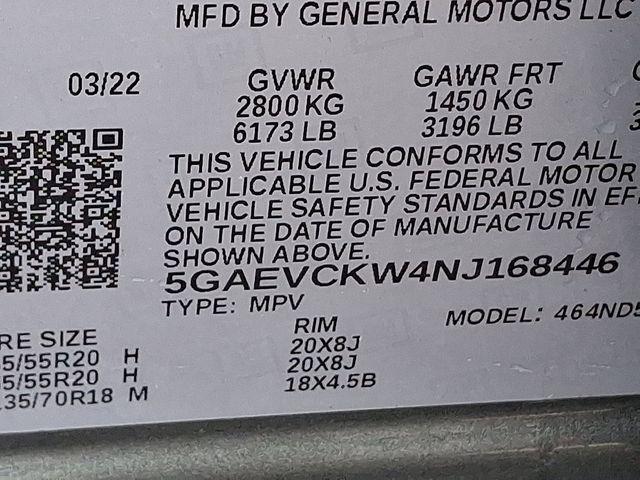 MFD BY GENERAL MOTORS LLC
03/22 GVWR GAWR FRT
2800 KG 1450 KG
6173 LB 3196 LB
THIS VEHICLE CONFORMS TO ALL
APPLICABLE U.S. FEDERAL MOTOR
VEHICLE SAFETY STANDARDS IN
ON THE DATE OF MANUFACTURE
SHOWN ABOVE.
5GAEVCKW4NJ168446
TYPE: MPV MODEL: 464ND5
RE SIZE RIM
5/55R20 H 20X8J
5/55R20 H 20X8J
135/70R18 M 18X4.5B